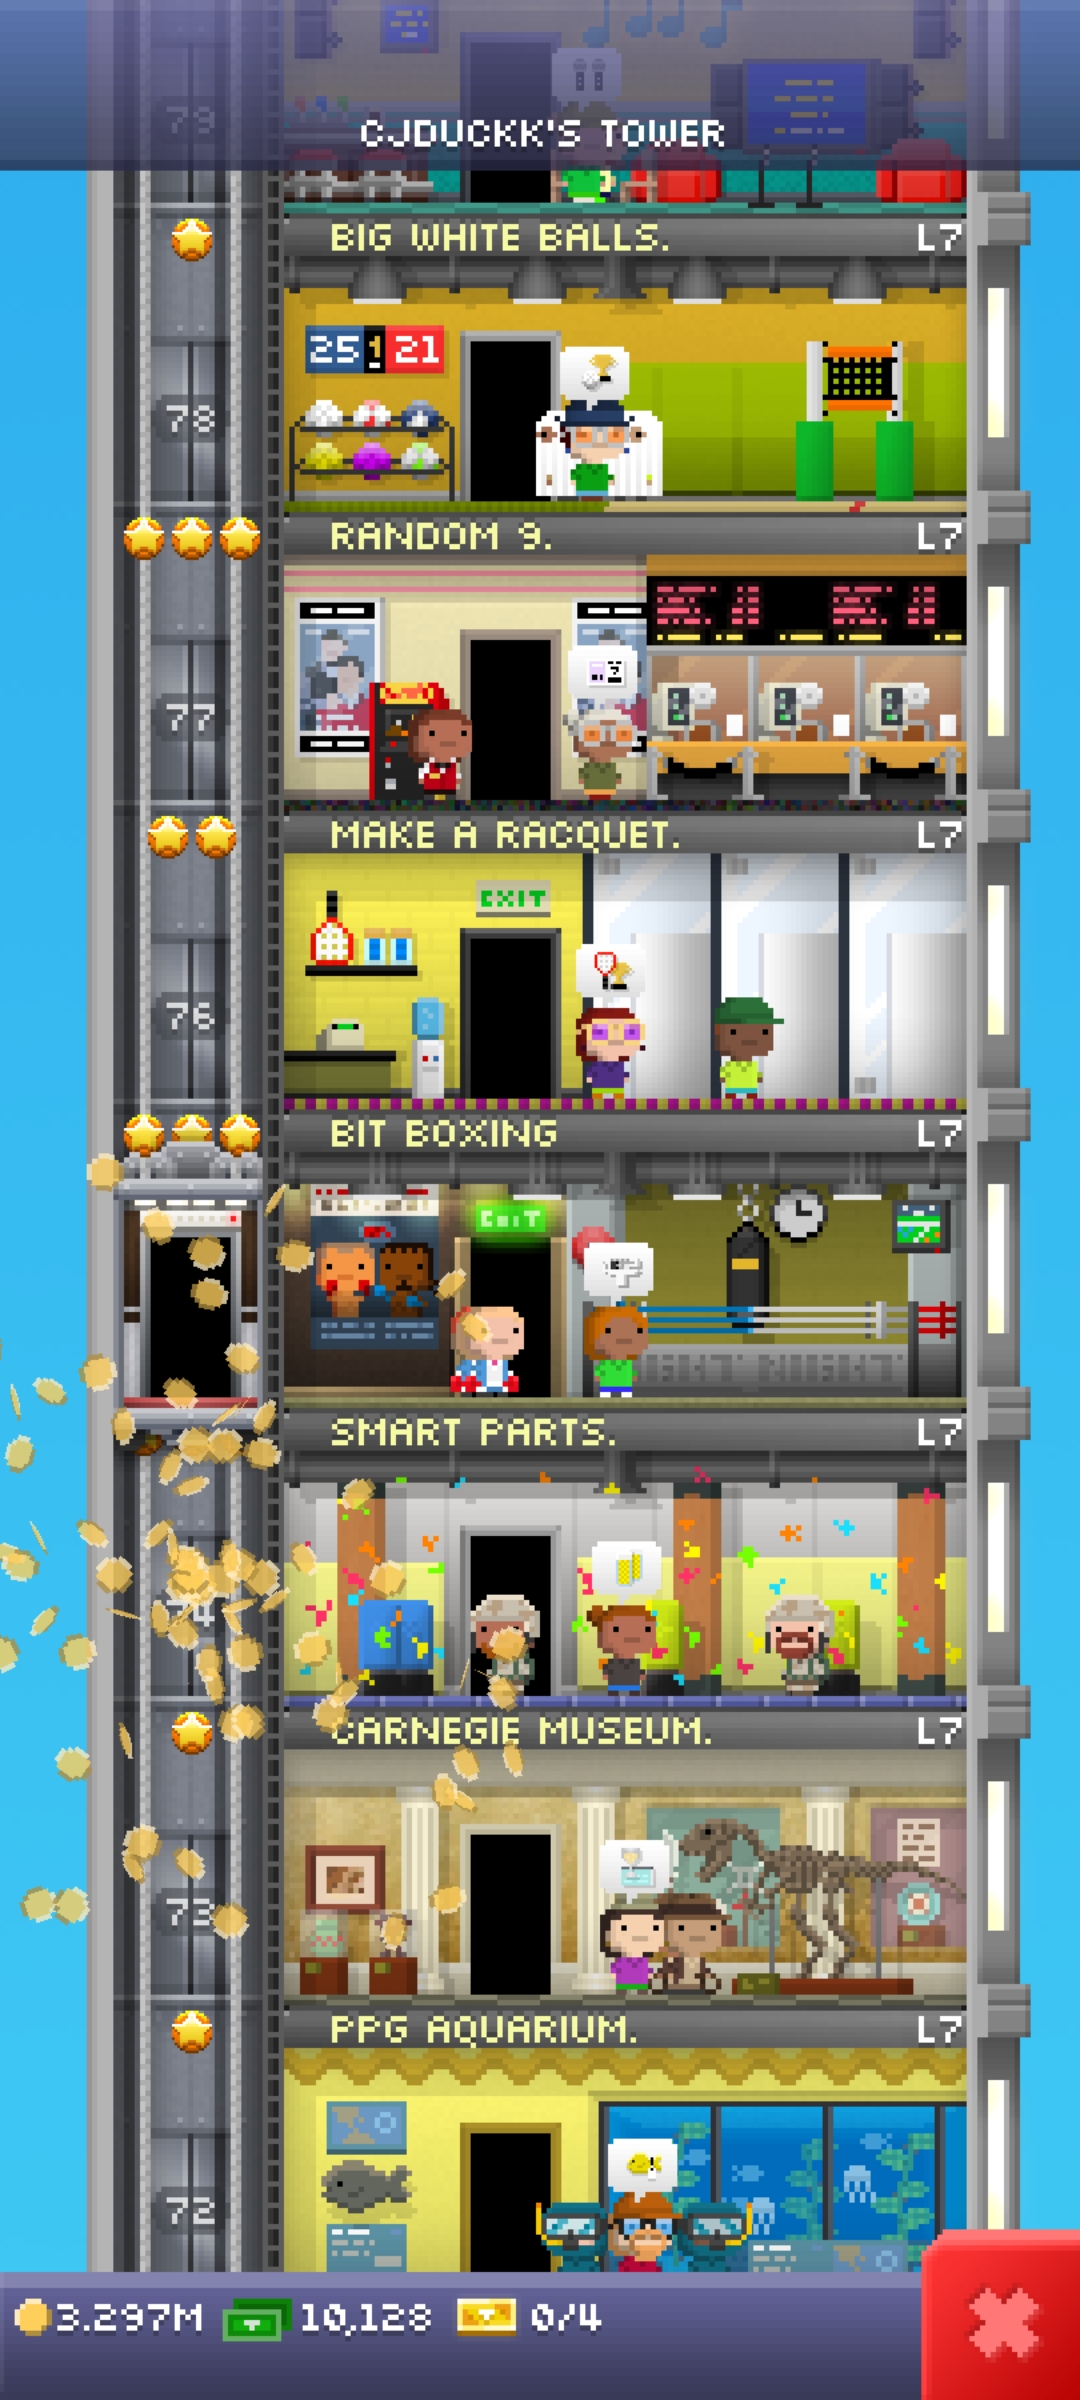 79
CJDUCKK'S TOWER
BIG WHITE BALLS. L7
25 21
78
RANDOM 9. L7
77
MAKE A RACQUET. L7
EXIT
76
BIT BOXING L7
EXIT
SMART PARTS. L7
74
CARNEGIE MUSEUM. L7
73
PPG AQUARIUM. L7
72
3.297M 10,128 0/4